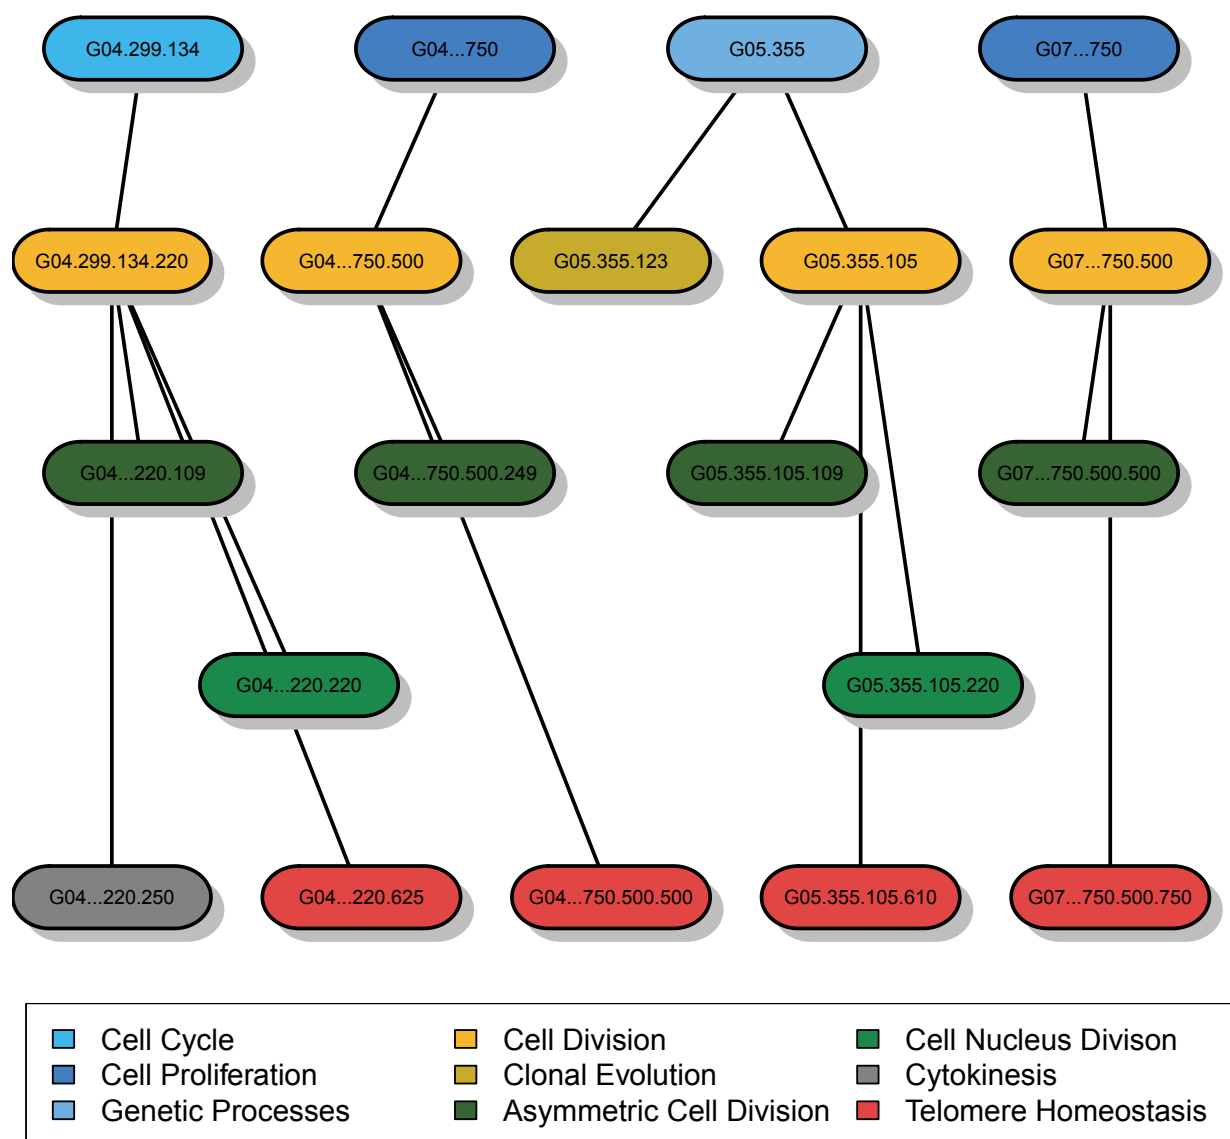 G04.299.134
G04...750
G05.355
G07...750
G04.299.134.220
G04...750.500
G05.355.123
G05.355.105
G07...750.500
G04...220.109
G04...750.500.249
G05.355.105.109
G07...750.500.500
G04...220.220
G05.355.105.220
G04...220.250
G04...220.625
G04...750.500.500
G05.355.105.610
G07...750.500.750
Cell Cycle
Cell Proliferation
Genetic Processes
Cell Division
Clonal Evolution
Asymmetric Cell Division
Cell Nucleus Divison
Cytokinesis
Telomere Homeostasis